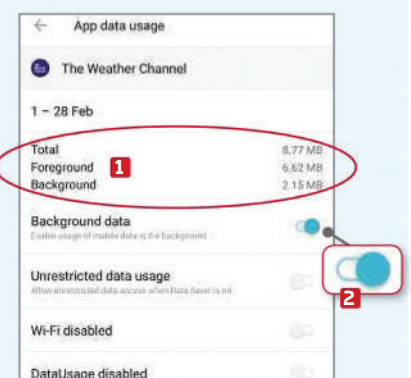 App data usage
The Weather Channel
1 – 28 Feb
Total 8,77 MB
Foreground 1 6,62 MB
Background 2.15 MB
Background data
Enable usage of mobile data in the background
Unrestricted data usage
2
Allow unrestricted data access when Data Saver is on.
Wi-Fi disabled
DataUsage disabled